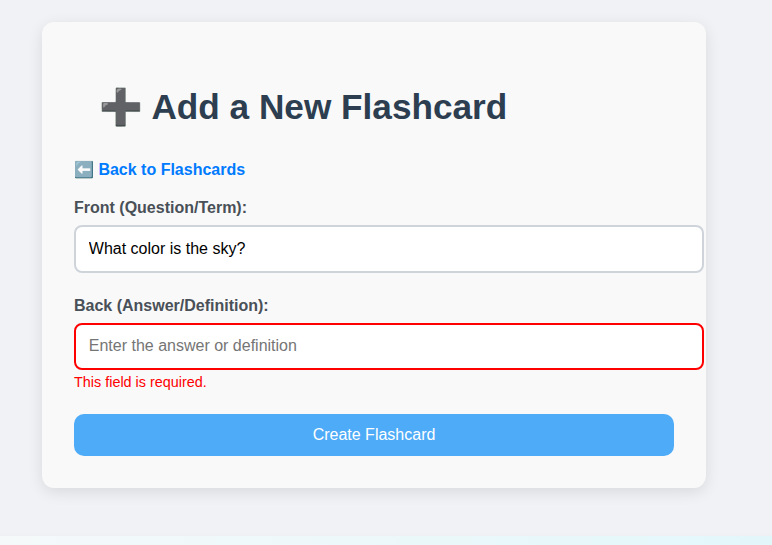 ➕ Add a New Flashcard
⬅️ Back to Flashcards
Front (Question/Term):
What color is the sky?
Back (Answer/Definition):
Enter the answer or definition
This field is required.
Create Flashcard